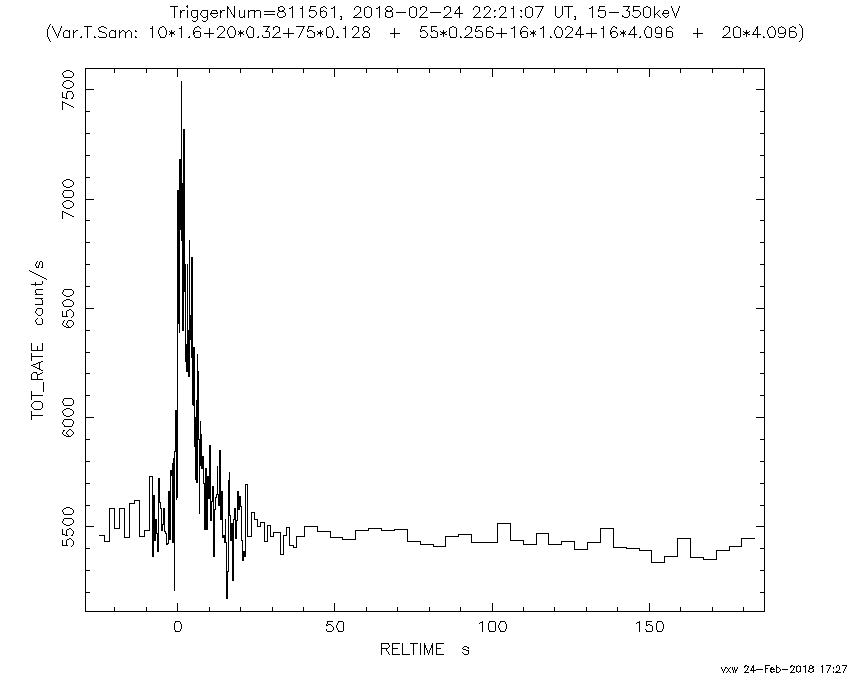 TriggerNum=811561, 2018-02-24 22:21:07 UT, 15-350keV
(Var.T.Sam: 10*1.6+20*0.32+75*0.128 + 55*0.256+16*1.024+16*4.096 + 20*4.096)
7500
7000
6500
6000
5500
TOT_RATE count/s
0 50 100 150
RELTIME s
vxw 24-Feb-2018 17:27